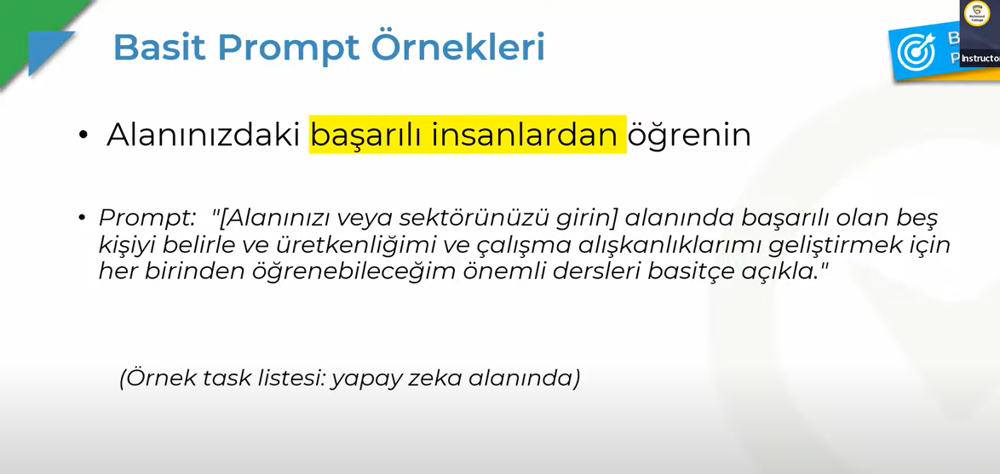 Basit Prompt Örnekleri
Richmond
College
Instructo
• Alanınızdaki başarılı insanlardan öğrenin
• Prompt: "[Alanınızı veya sektörünüzü girin] alanında başarılı olan beş
kişiyi belirle ve üretkenliğimi ve çalışma alışkanlıklarımı geliştirmek için
her birinden öğrenebileceğim önemli dersleri basitçe açıkla."
(Örnek task listesi: yapay zeka alanında)